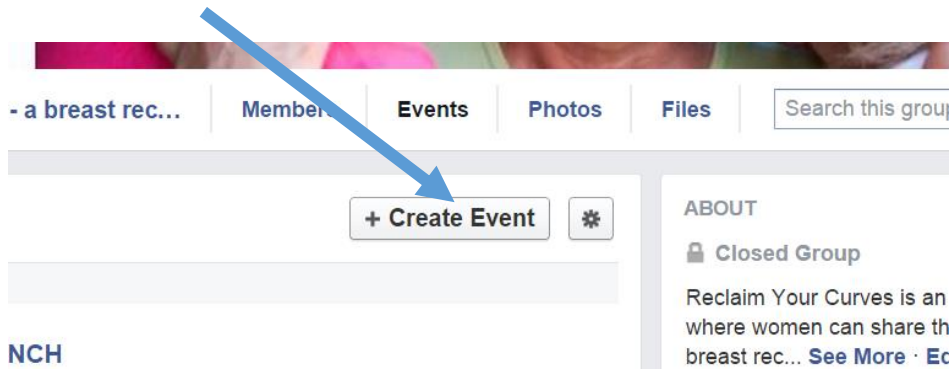 - a breast rec... Members Events Photos Files Search this group
+ Create Event
ABOUT
Closed Group
Reclaim Your Curves is an
where women can share th
breast rec... See More · Ed
NCH